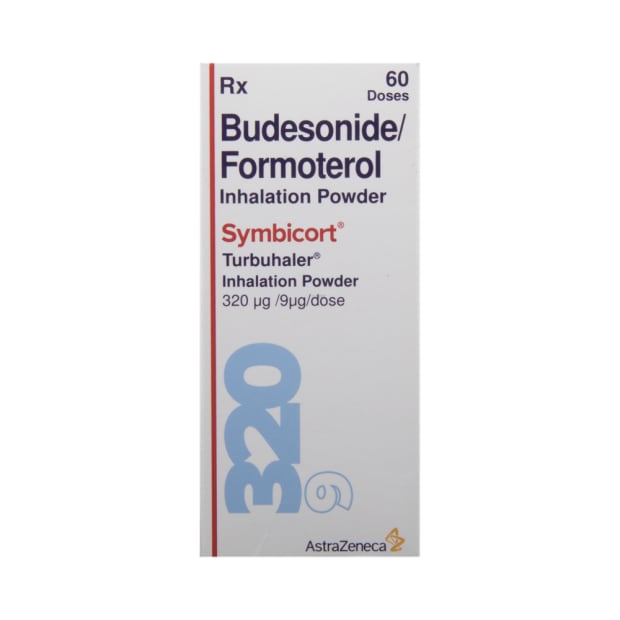 Rx
60
Doses
Budesonide/
Formoterol
Inhalation Powder
Symbicort®
Turbuhaler®
Inhalation Powder
320 µg /9µg/dose
320
9
AstraZeneca